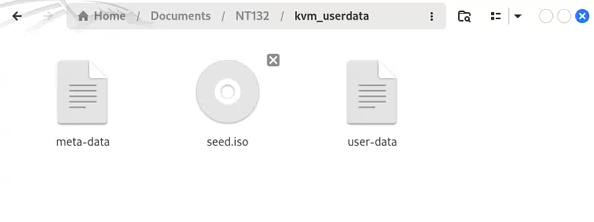 Home / Documents / NT132 / kvm_userdata
meta-data seed.iso user-data